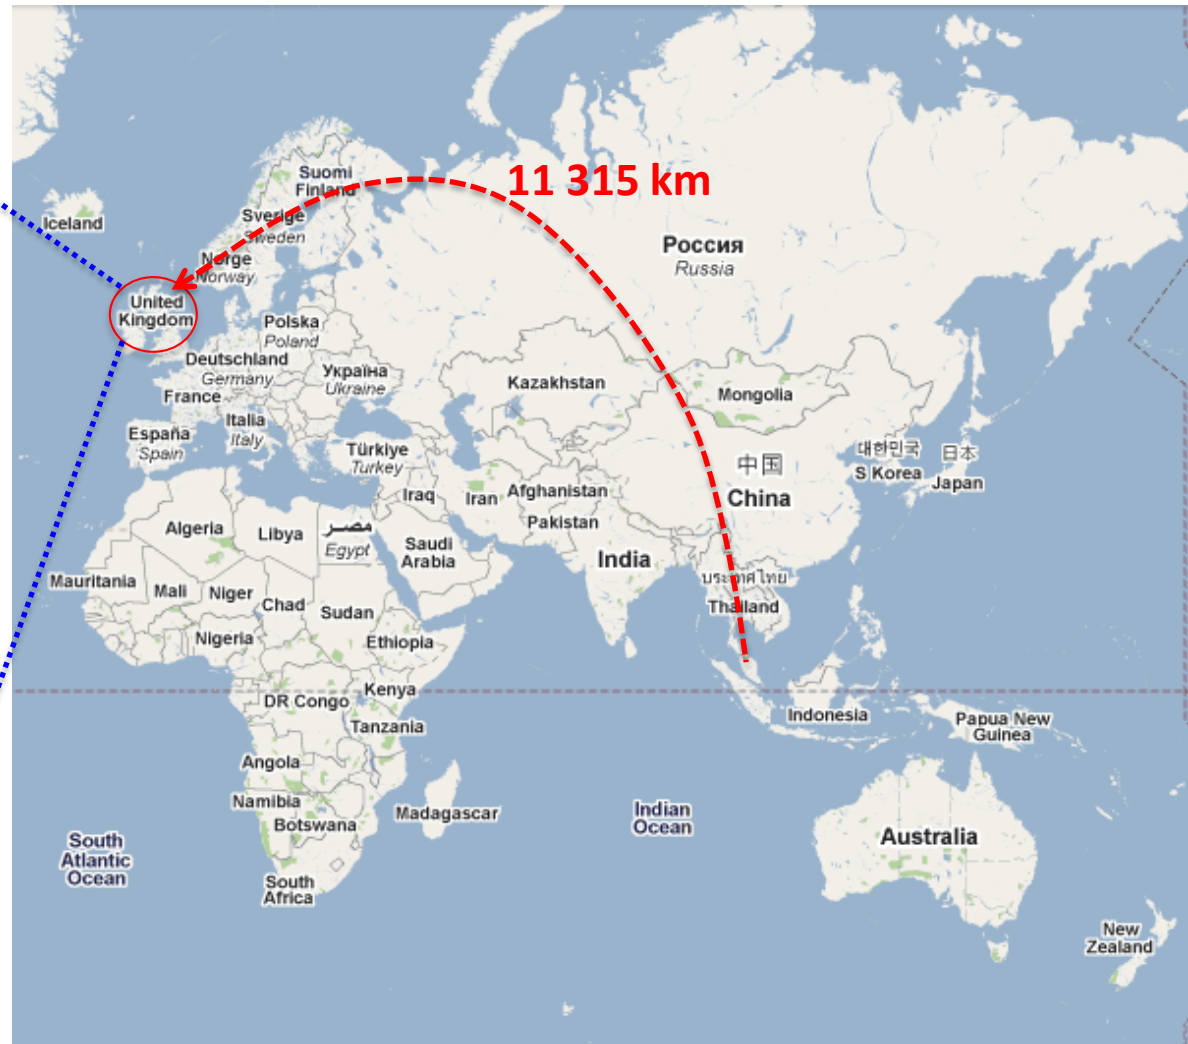 11 315 km
Suomi
Finland
Iceland
Sverige
Sweden
Norge
Norway
Россия
Russia
United
Kingdom
Polska
Poland
Deutschland
Germany
Україна
Ukraine
France
Kazakhstan
Mongolia
Italia
Italy
España
Spain
Türkiye
Turkey
대한민국
S Korea
日本
Japan
中国
China
Iraq
Iran
Afghanistan
Pakistan
Algeria
Libya
مصر
Egypt
Saudi
Arabia
India
Mauritania
Mali
Niger
Chad
Sudan
ประเทศไทย
Thailand
Nigeria
Ethiopia
DR Congo
Kenya
Tanzania
Indonesia
Papua New
Guinea
Angola
Namibia
Botswana
Madagascar
Indian
Ocean
Australia
South
Atlantic
Ocean
South
Africa
New
Zealand